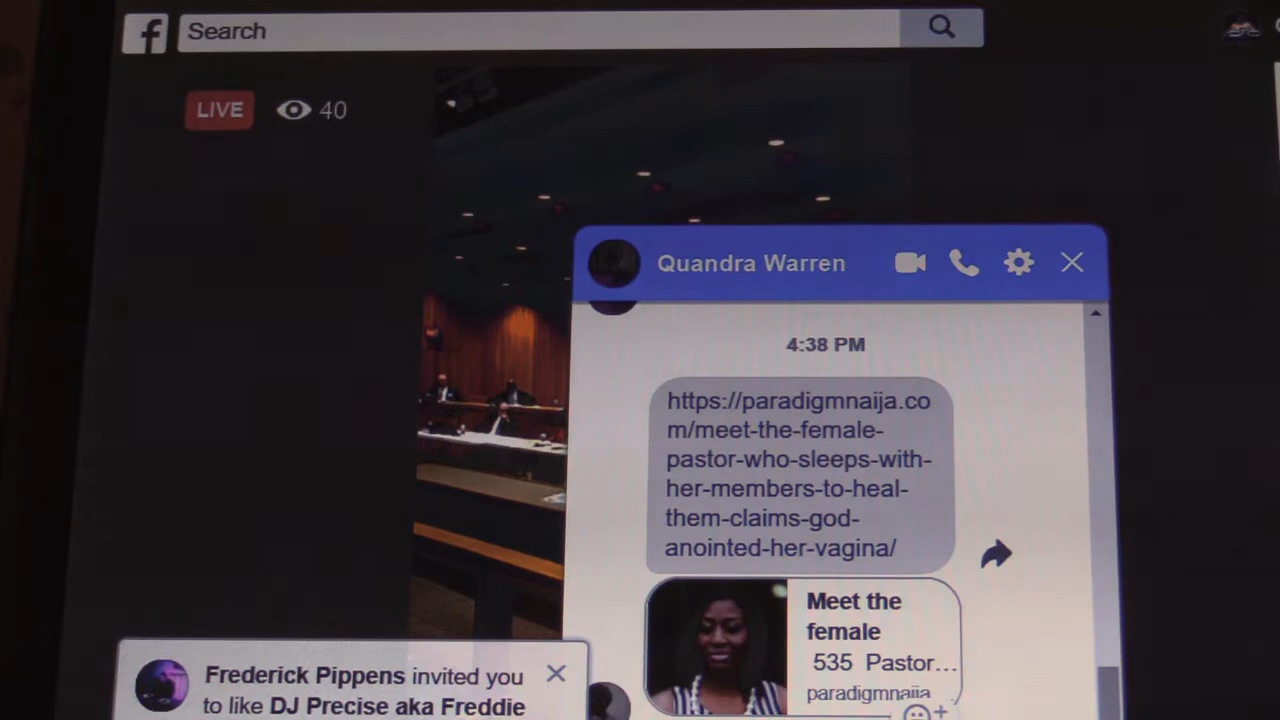 f Search
LIVE 40
Quandra Warren
4:38 PM
https://paradigmnaija.co
m/meet-the-female-
pastor-who-sleeps-with-
her-members-to-heal-
them-claims-god-
anointed-her-vagina/
Meet the
female
535 Pastor...
paradigmnaija
Frederick Pippens invited you
to like DJ Precise aka Freddie